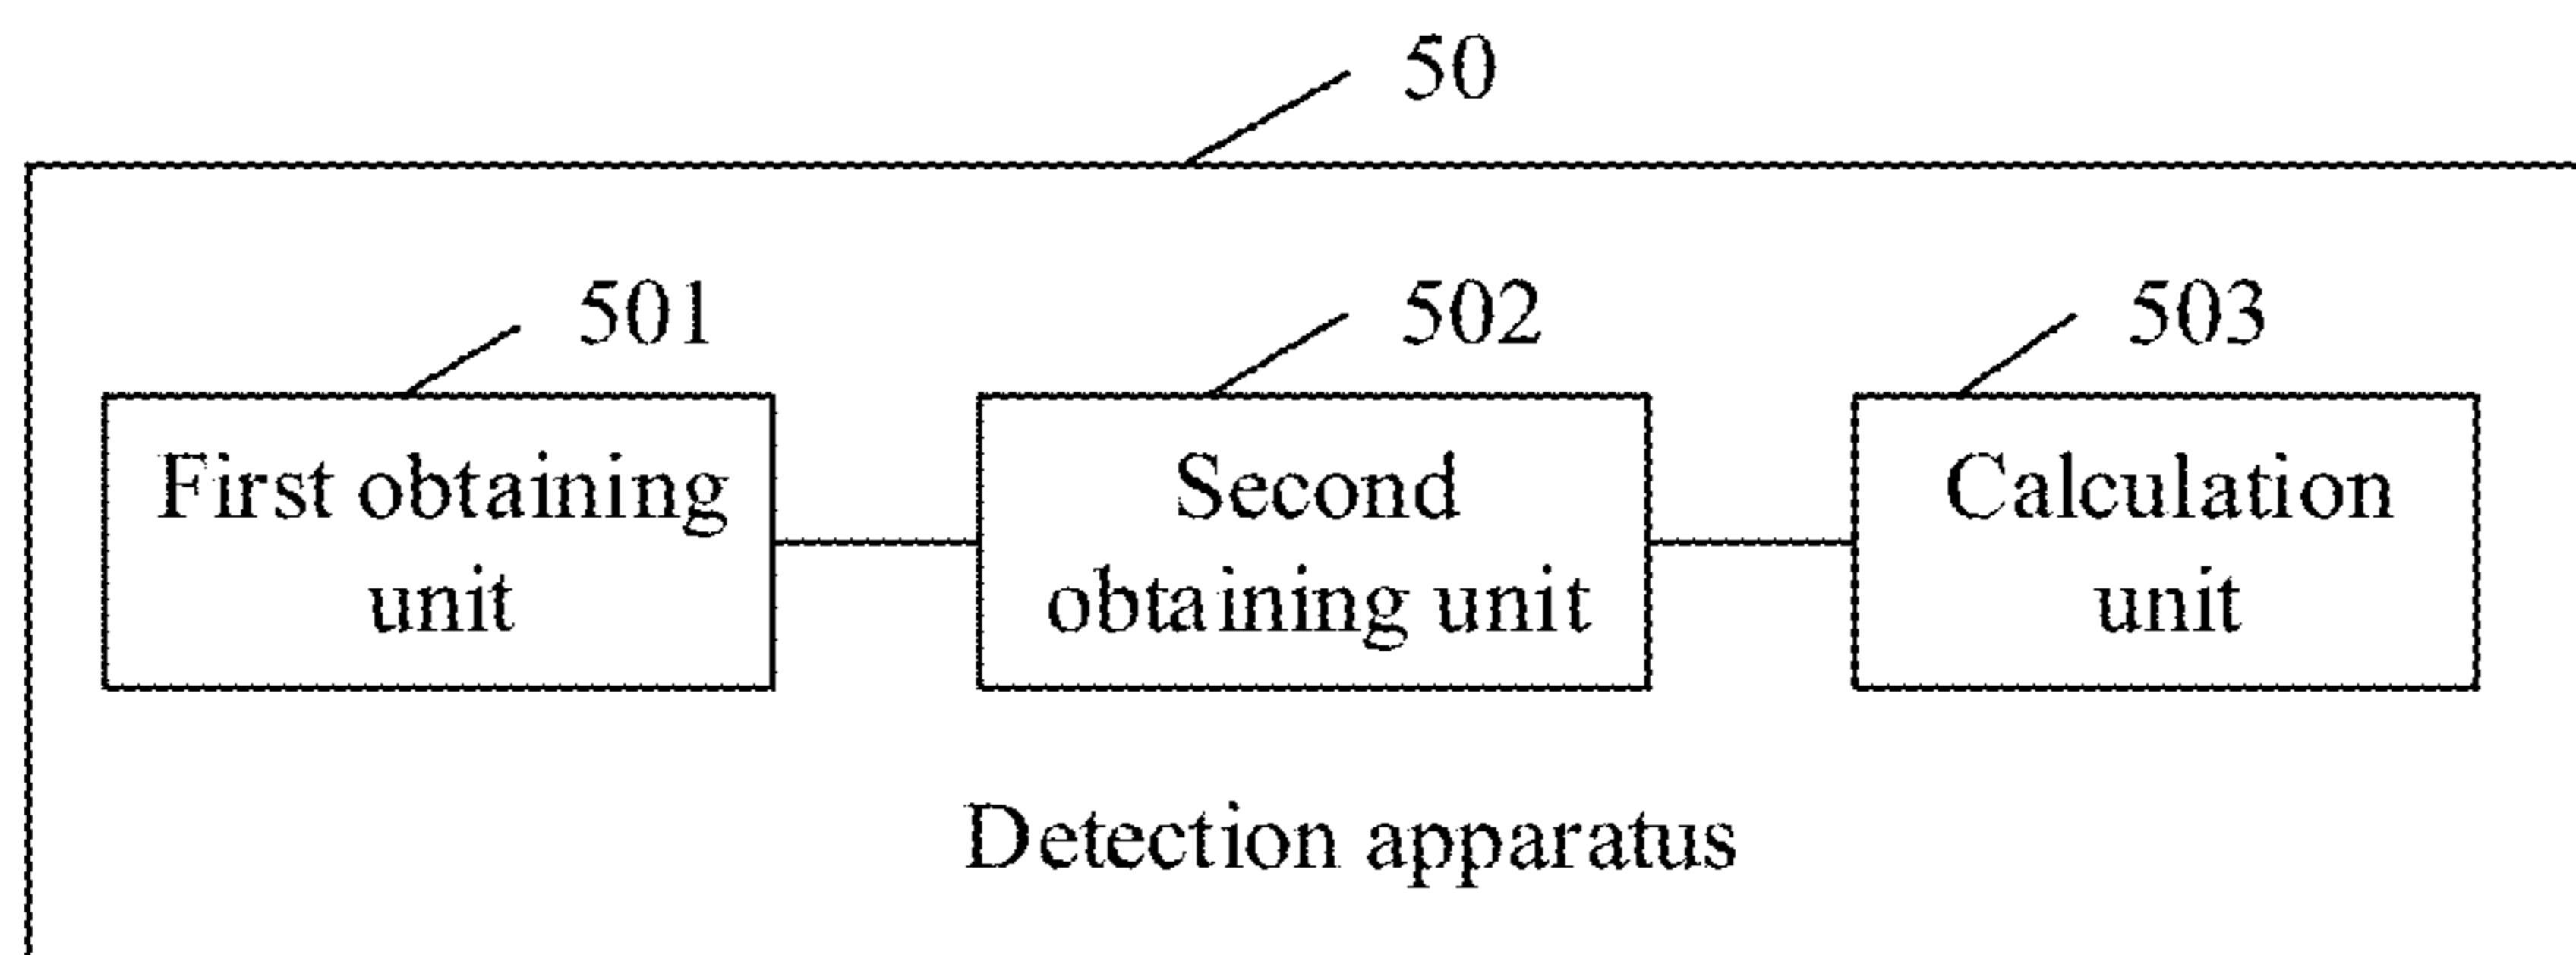 50
501
502
503
First obtaining
unit
Second
obtaining unit
Calculation
unit
Detection apparatus